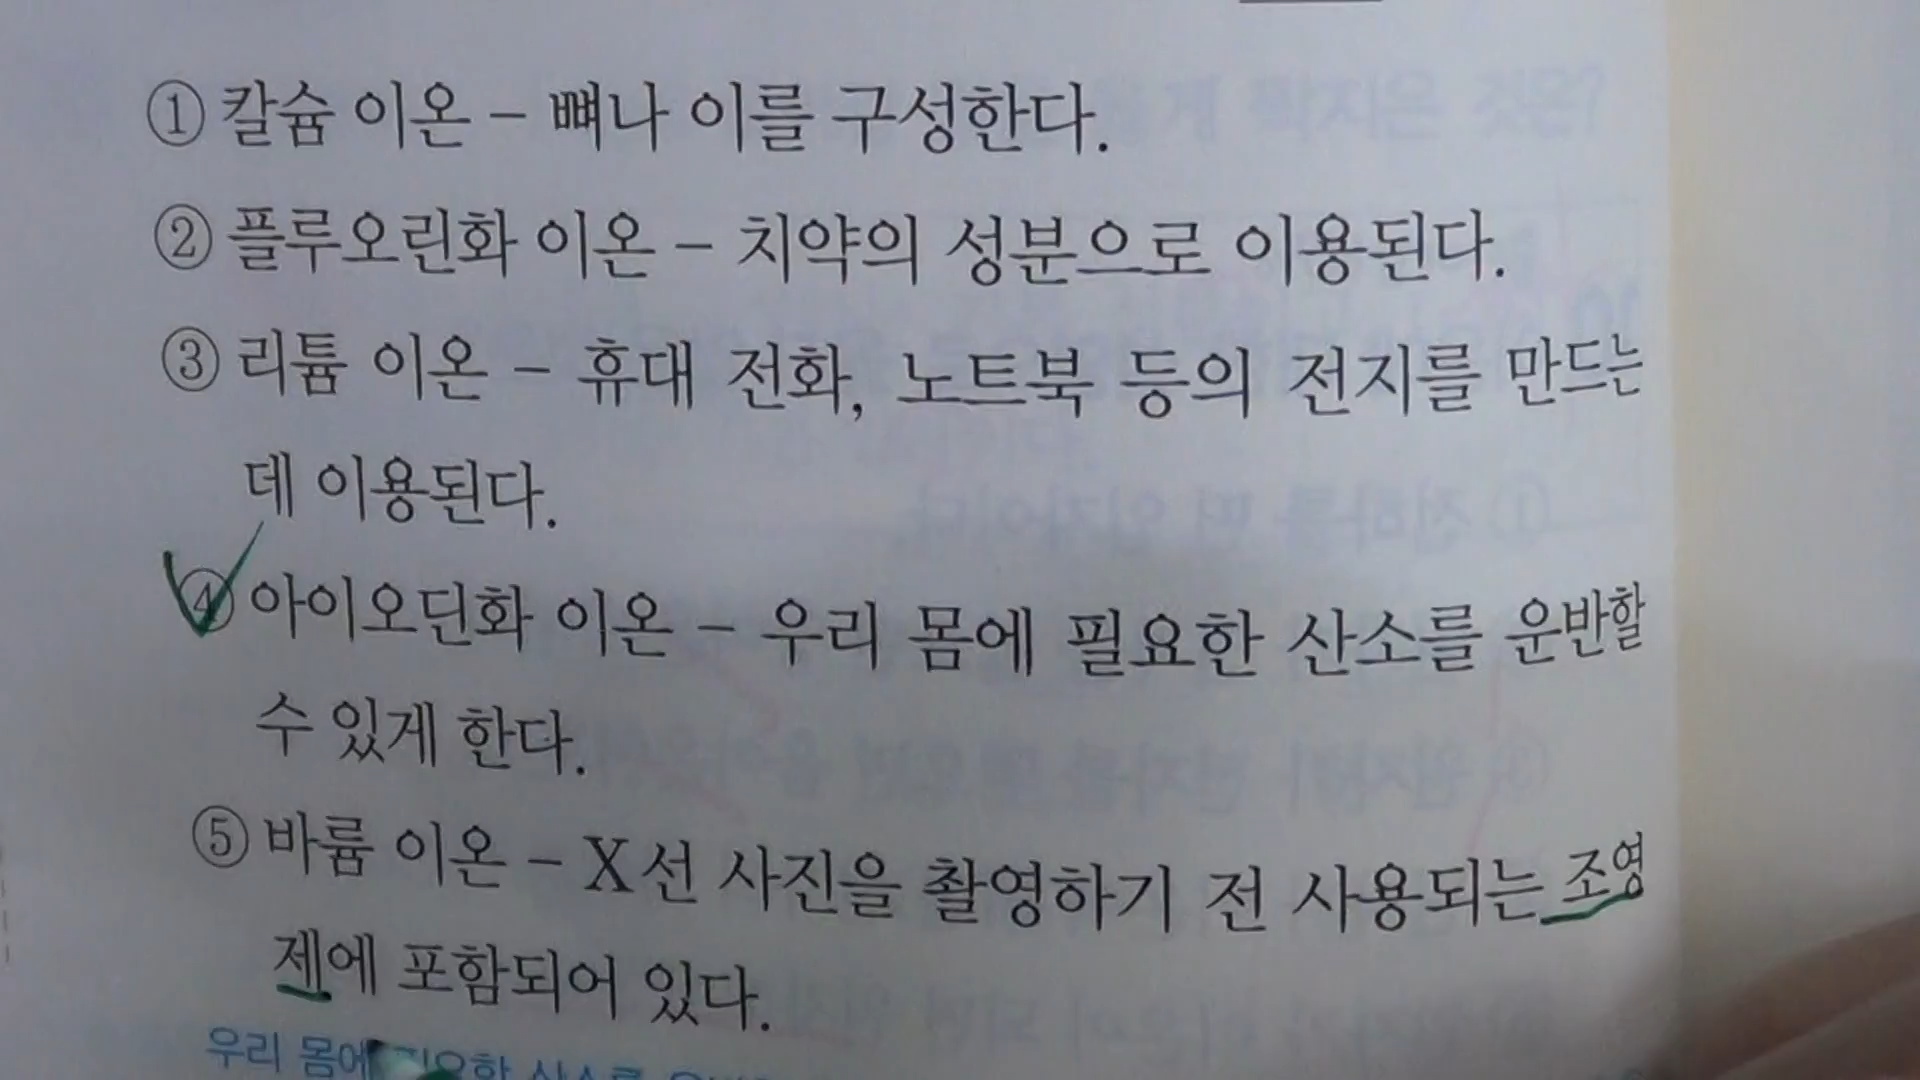 ① 칼슘 이온 – 뼈나 이를 구성한다.
② 플루오린화 이온 – 치약의 성분으로 이용된다.
③ 리튬 이온 – 휴대 전화, 노트북 등의 전지를 만드는
데 이용된다.
④ 아이오딘화 이온 – 우리 몸에 필요한 산소를 운반할
수 있게 한다.
⑤ 바륨 이온 – X선 사진을 촬영하기 전 사용되는 조영
제에 포함되어 있다.
우리 몸에